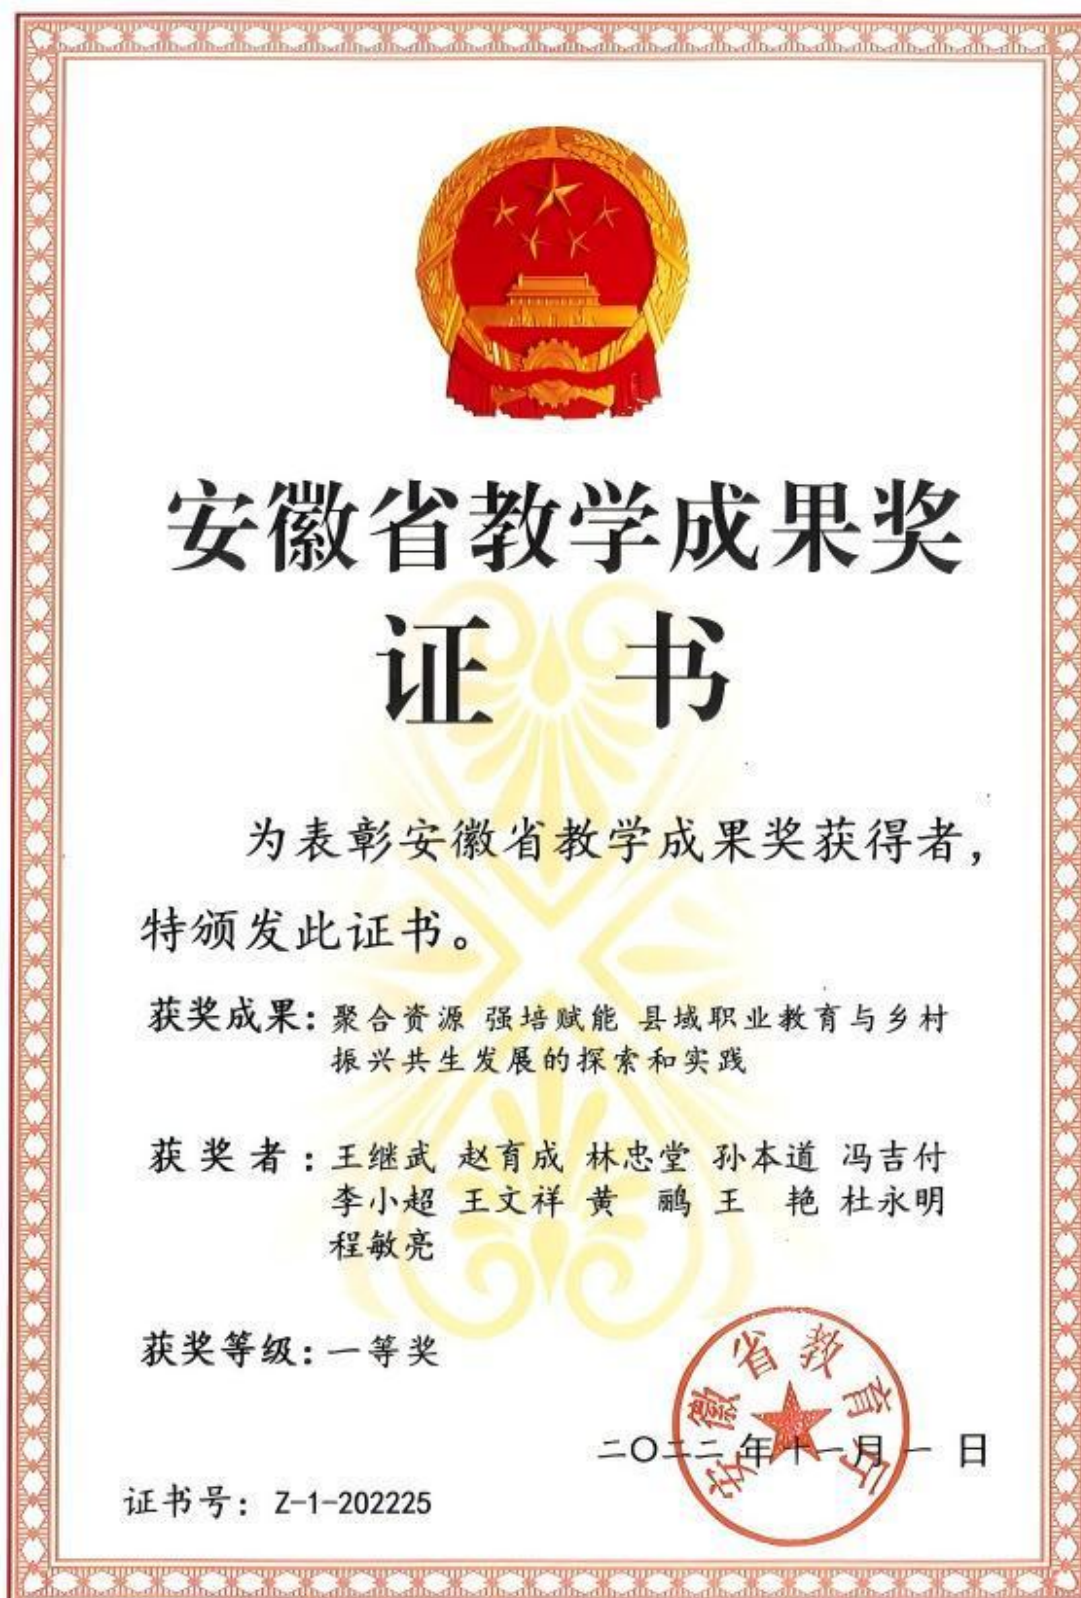 安徽省教学成果奖
证 书
为表彰安徽省教学成果奖获得者，
特颁发此证书。
获奖成果：聚合资源 强培赋能 县域职业教育与乡村
振兴共生发展的探索和实践
获 奖 者：王继武 赵育成 林忠堂 孙本道 冯吉付
李小超 王文祥 黄 鹂 王 艳 杜永明
程敏亮
获奖等级：一等奖
安徽省教育厅
二〇二二年十一月一日
证书号：Z-1-202225